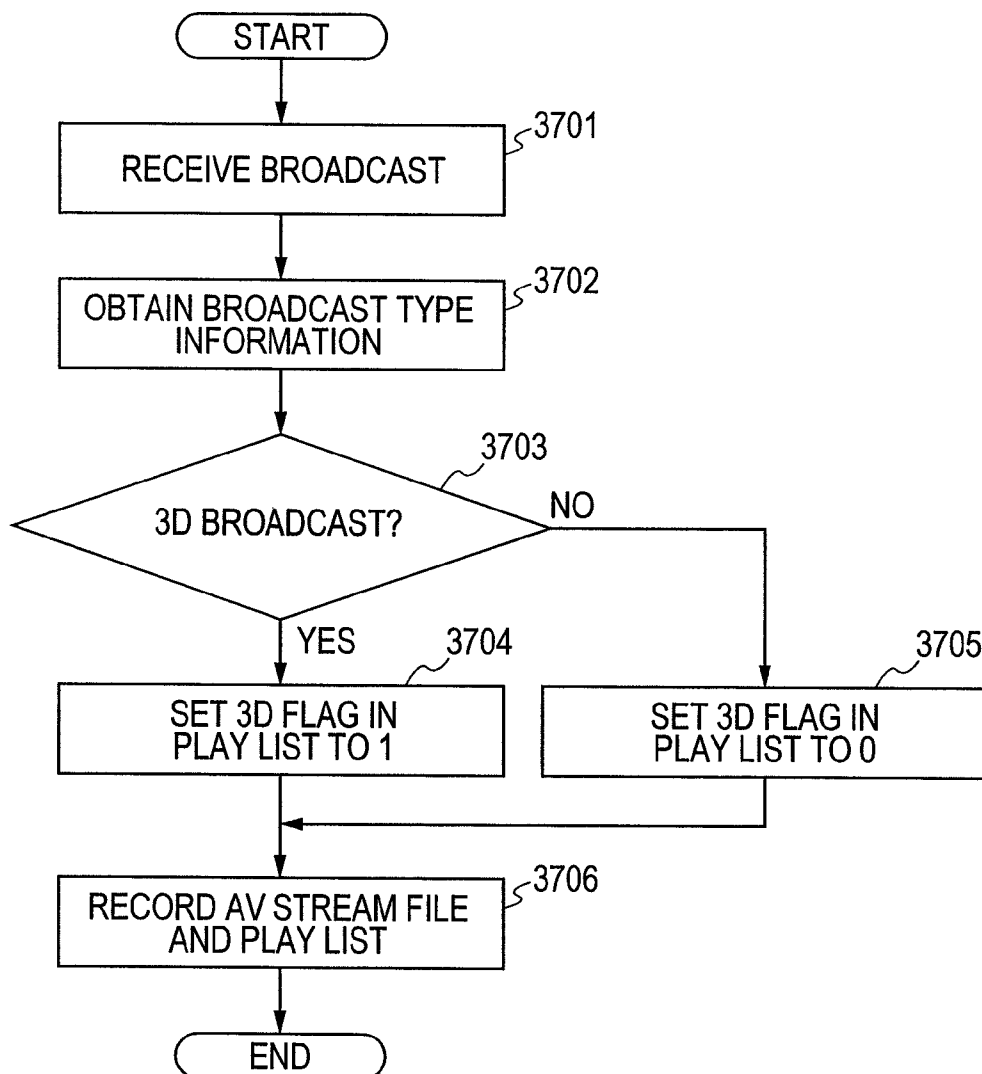 START
3701
RECEIVE BROADCAST
3702
OBTAIN BROADCAST TYPE
INFORMATION
3703
3D BROADCAST?
NO
YES
3704
SET 3D FLAG IN
PLAY LIST TO 1
3705
SET 3D FLAG IN
PLAY LIST TO 0
3706
RECORD AV STREAM FILE
AND PLAY LIST
END